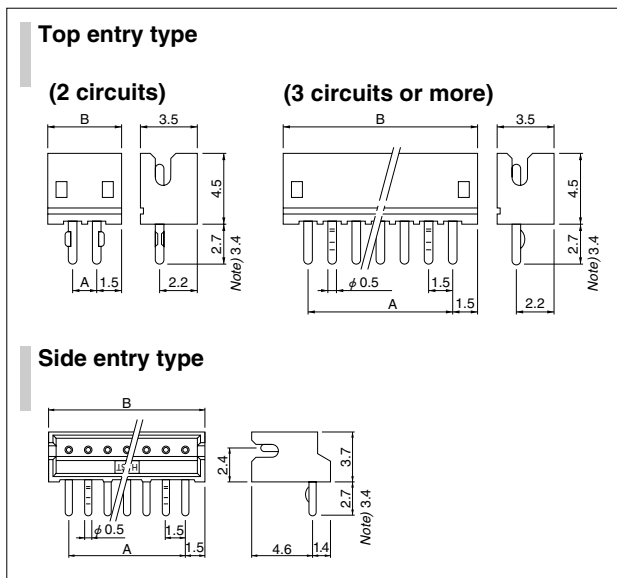 Top entry type
(2 circuits)
(3 circuits or more)
B
3.5
4.5
2.7
Note) 3.4
A
1.5
2.2
B
3.5
4.5
2.7
Note) 3.4
φ 0.5
1.5
A
1.5
2.2
Side entry type
B
2.4
3.7
2.7
Note) 3.4
φ 0.5
1.5
A
1.5
4.6
1.4